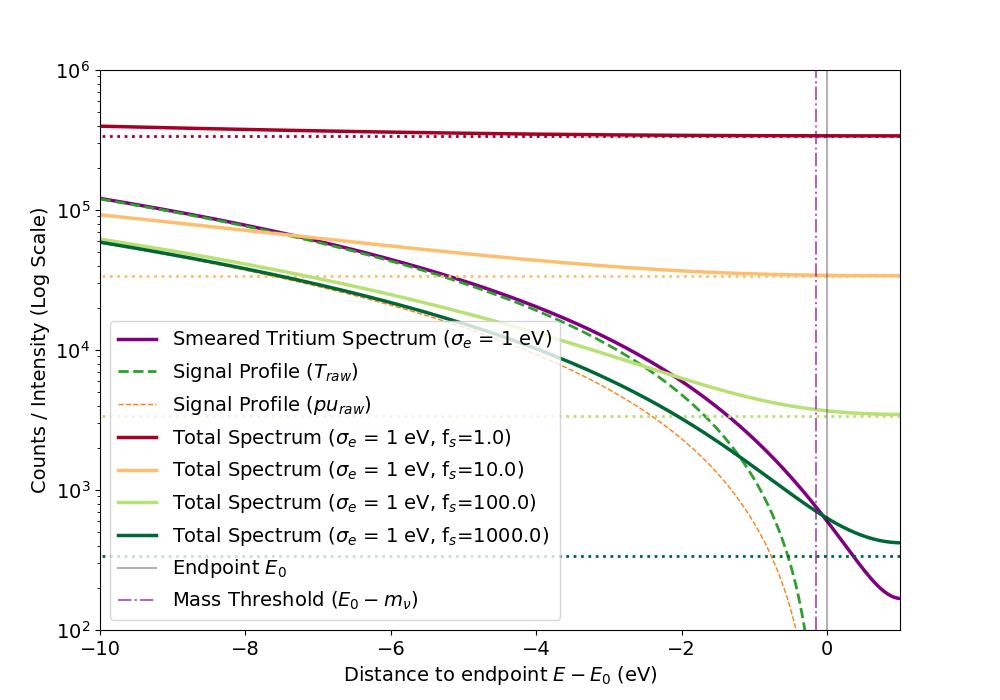 10^6
10^5
10^4
10^3
10^2
Counts / Intensity (Log Scale)
Smeared Tritium Spectrum (σ_e = 1 eV)
Signal Profile (T_raw)
Signal Profile (pu_raw)
Total Spectrum (σ_e = 1 eV, f_s=1.0)
Total Spectrum (σ_e = 1 eV, f_s=10.0)
Total Spectrum (σ_e = 1 eV, f_s=100.0)
Total Spectrum (σ_e = 1 eV, f_s=1000.0)
Endpoint E_0
Mass Threshold (E_0 − m_ν)
−10 −8 −6 −4 −2 0
Distance to endpoint E − E_0 (eV)